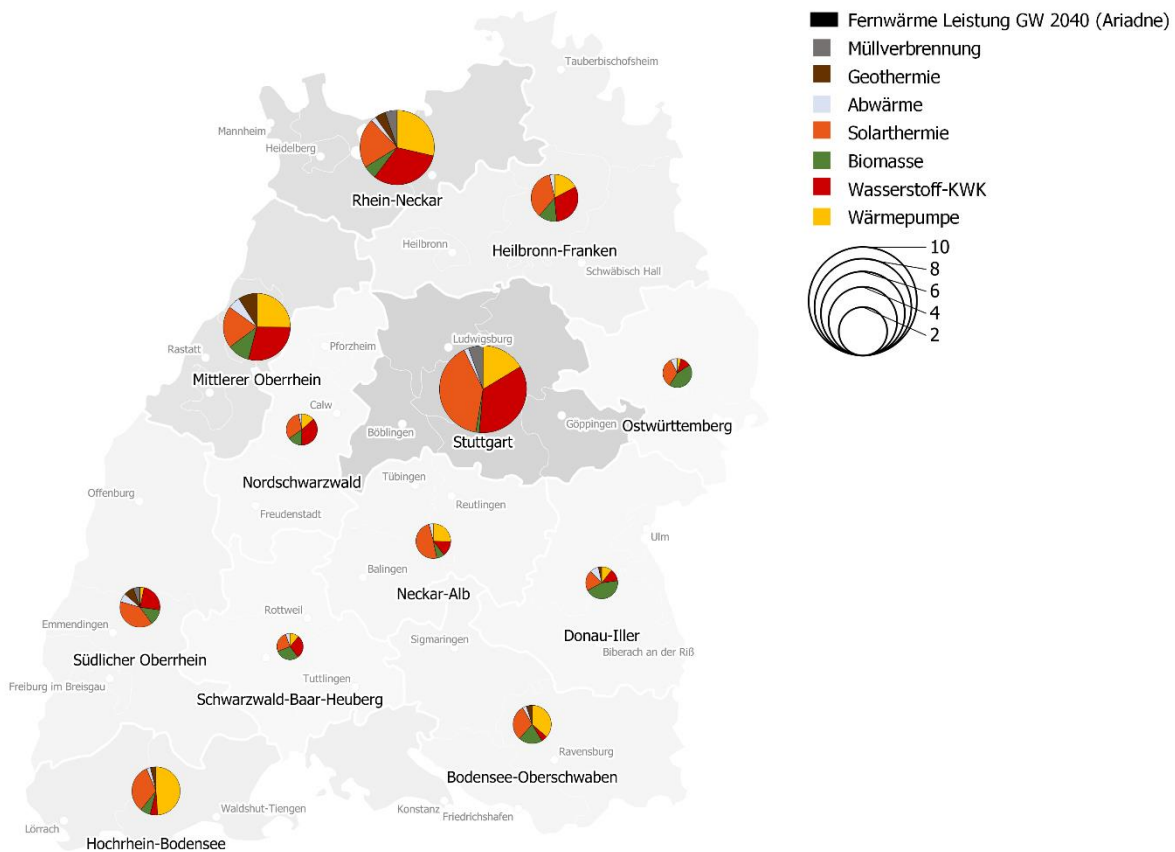 Fernwärme Leistung GW 2040 (Ariadne)
Müllverbrennung
Geothermie
Abwärme
Solarthermie
Biomasse
Wasserstoff-KWK
Wärmepumpe
10
8
6
4
2
Tauberbischofsheim
Mannheim
Heidelberg
Rhein-Neckar
Heilbronn-Franken
Heilbronn
Schwäbisch Hall
Rastatt
Pforzheim
Ludwigsburg
Mittlerer Oberrhein
Calw
Böblingen
Stuttgart
Göppingen
Ostwürttemberg
Nordschwarzwald
Tübingen
Offenburg
Reutlingen
Freudenstadt
Ulm
Balingen
Neckar-Alb
Rottweil
Emmendingen
Sigmaringen
Donau-Iller
Biberach an der Riß
Südlicher Oberrhein
Tuttlingen
Freiburg im Breisgau
Schwarzwald-Baar-Heuberg
Ravensburg
Bodensee-Oberschwaben
Waldshut-Tiengen
Konstanz
Friedrichshafen
Lörrach
Hochrhein-Bodensee